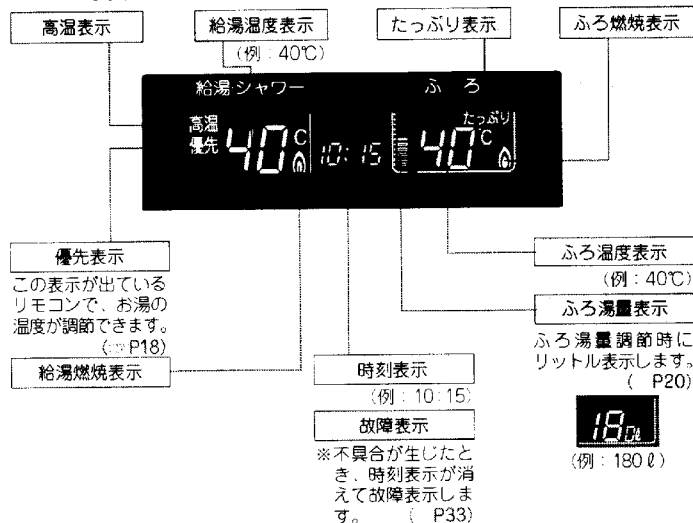 高温表示
給湯温度表示
たっぷり表示
ふろ燃焼表示
(例：40℃)
給湯・シャワー
ふ ろ
高温
優先
40℃
10:15
たっぷり
40℃
優先表示
この表示が出ている
リモコンで、お湯の
温度が調節できます。
(☞P18)
給湯燃焼表示
時刻表示
(例：10:15)
故障表示
※不具合が生じたと
き、時刻表示が消
えて故障表示しま
す。 ( P33)
ふろ温度表示
(例：40℃)
ふろ湯量表示
ふろ湯量調節時に
リットル表示します。
( P20)
180ℓ
(例：180ℓ)